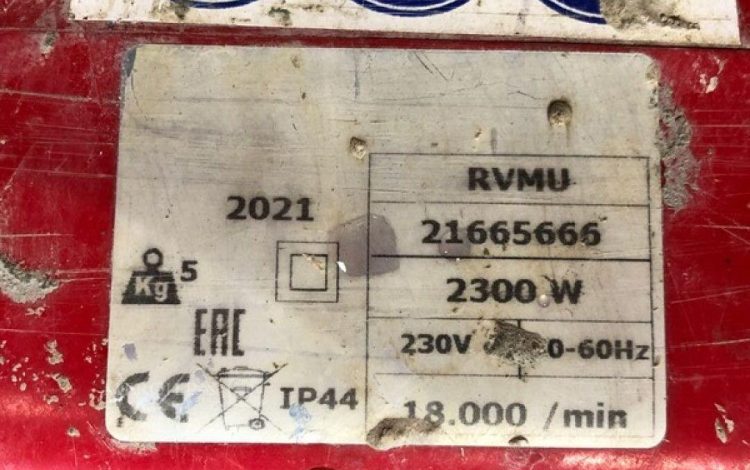 RVMU
2021
21665666
5
Kg
2300 W
EAC
230V 0-60Hz
CE
IP44
18.000 /min